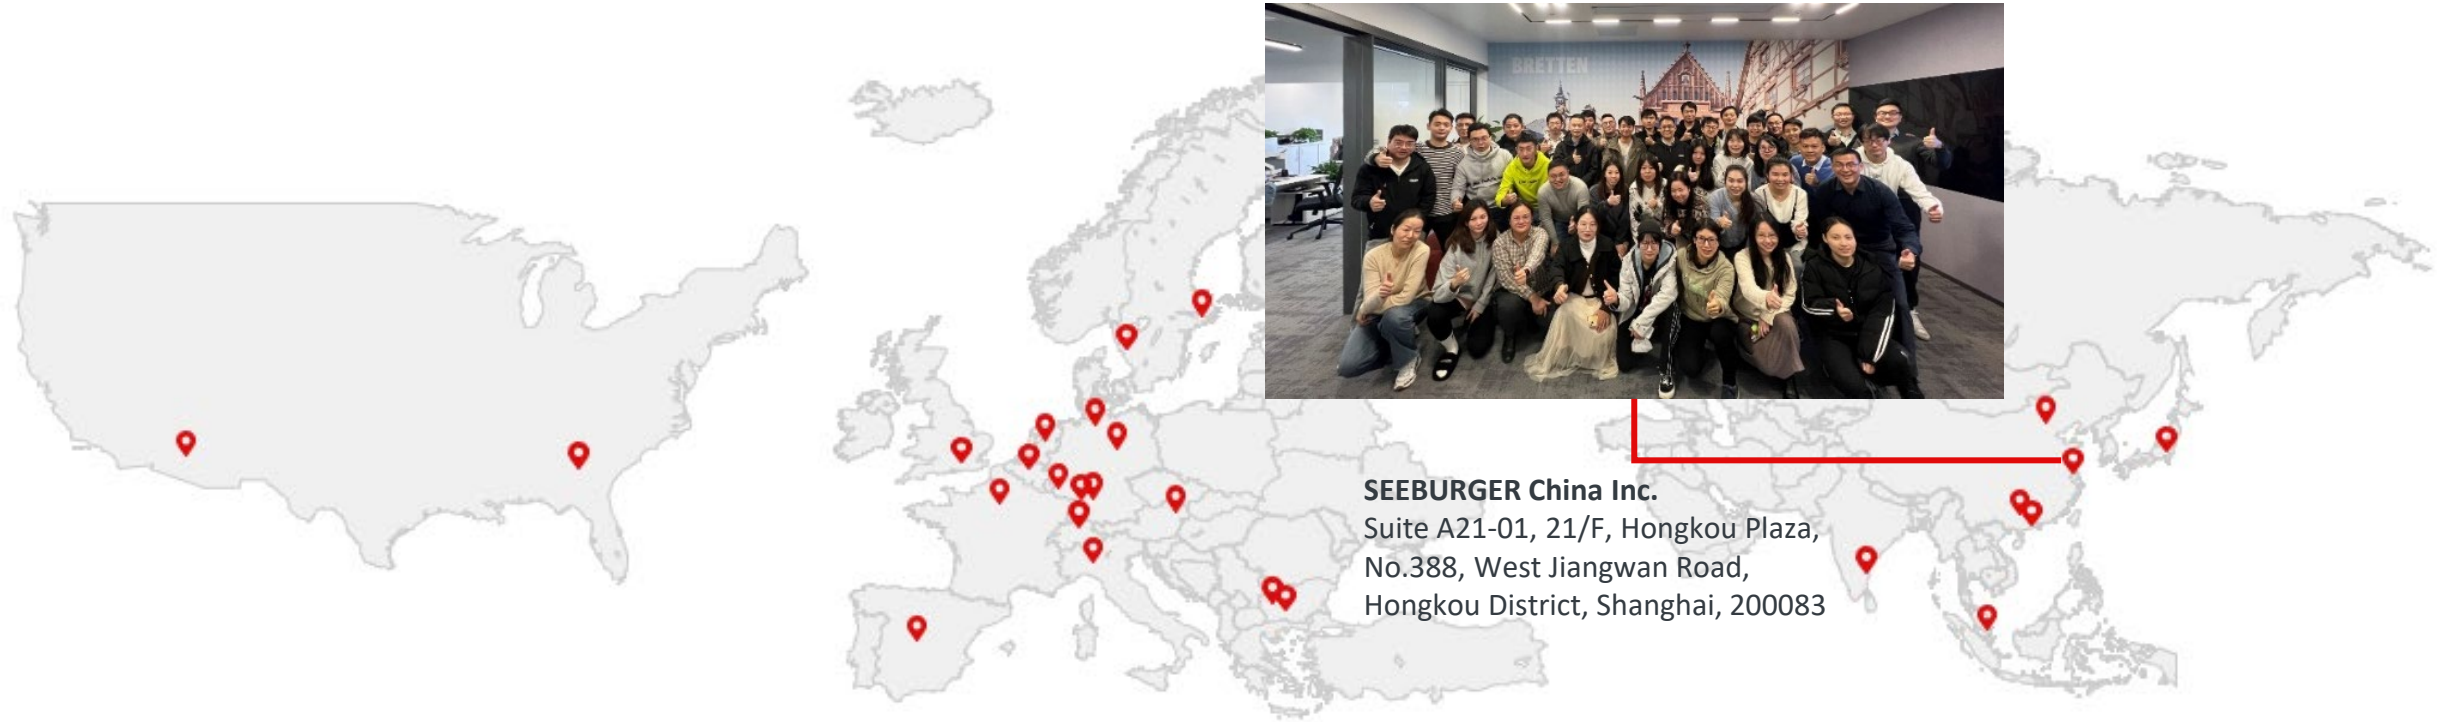 BRETTEN
SEEBURGER China Inc.
Suite A21-01, 21/F, Hongkou Plaza,
No.388, West Jiangwan Road,
Hongkou District, Shanghai, 200083